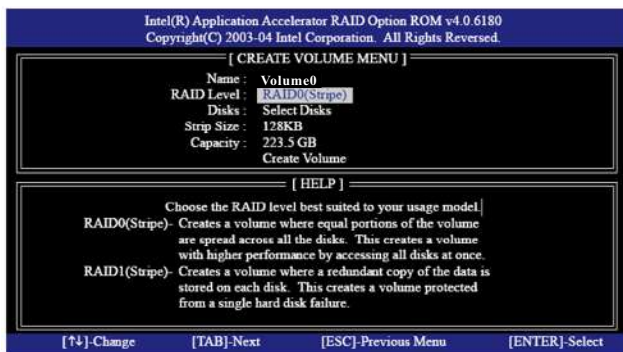 Intel(R) Application Accelerator RAID Option ROM v4.0.6180
Copyright(C) 2003-04 Intel Corporation. All Rights Reversed.
[ CREATE VOLUME MENU ]
Name : Volume0
RAID Level : RAID0(Stripe)
Disks : Select Disks
Strip Size : 128KB
Capacity : 223.5 GB
Create Volume
[ HELP ]
Choose the RAID level best suited to your usage model.
RAID0(Stripe)- Creates a volume where equal portions of the volume
are spread across all the disks. This creates a volume
with higher performance by accessing all disks at once.
RAID1(Stripe)- Creates a volume where a redundant copy of the data is
stored on each disk. This creates a volume protected
from a single hard disk failure.
[↑↓]-Change [TAB]-Next [ESC]-Previous Menu [ENTER]-Select